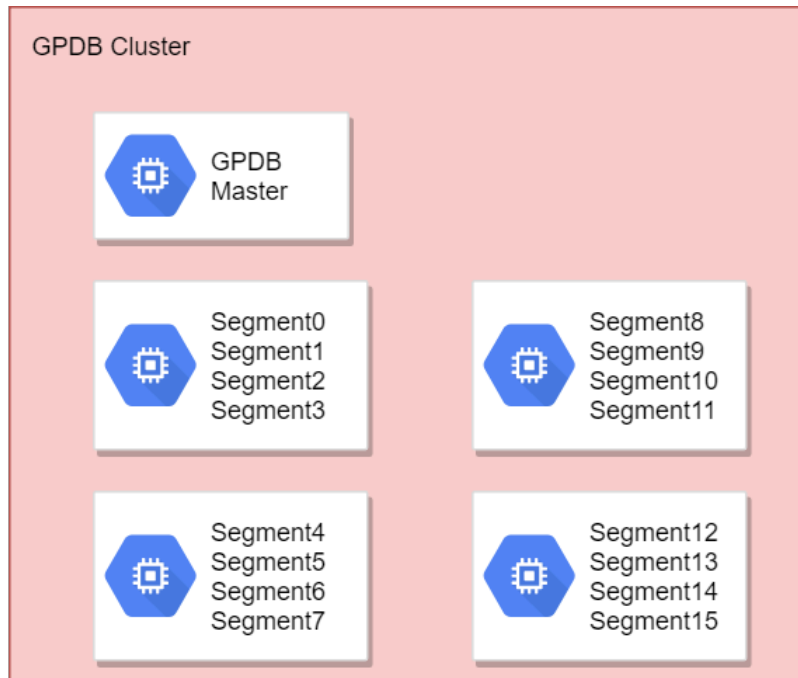 GPDB Cluster
GPDB
Master
Segment0
Segment1
Segment2
Segment3
Segment8
Segment9
Segment10
Segment11
Segment4
Segment5
Segment6
Segment7
Segment12
Segment13
Segment14
Segment15